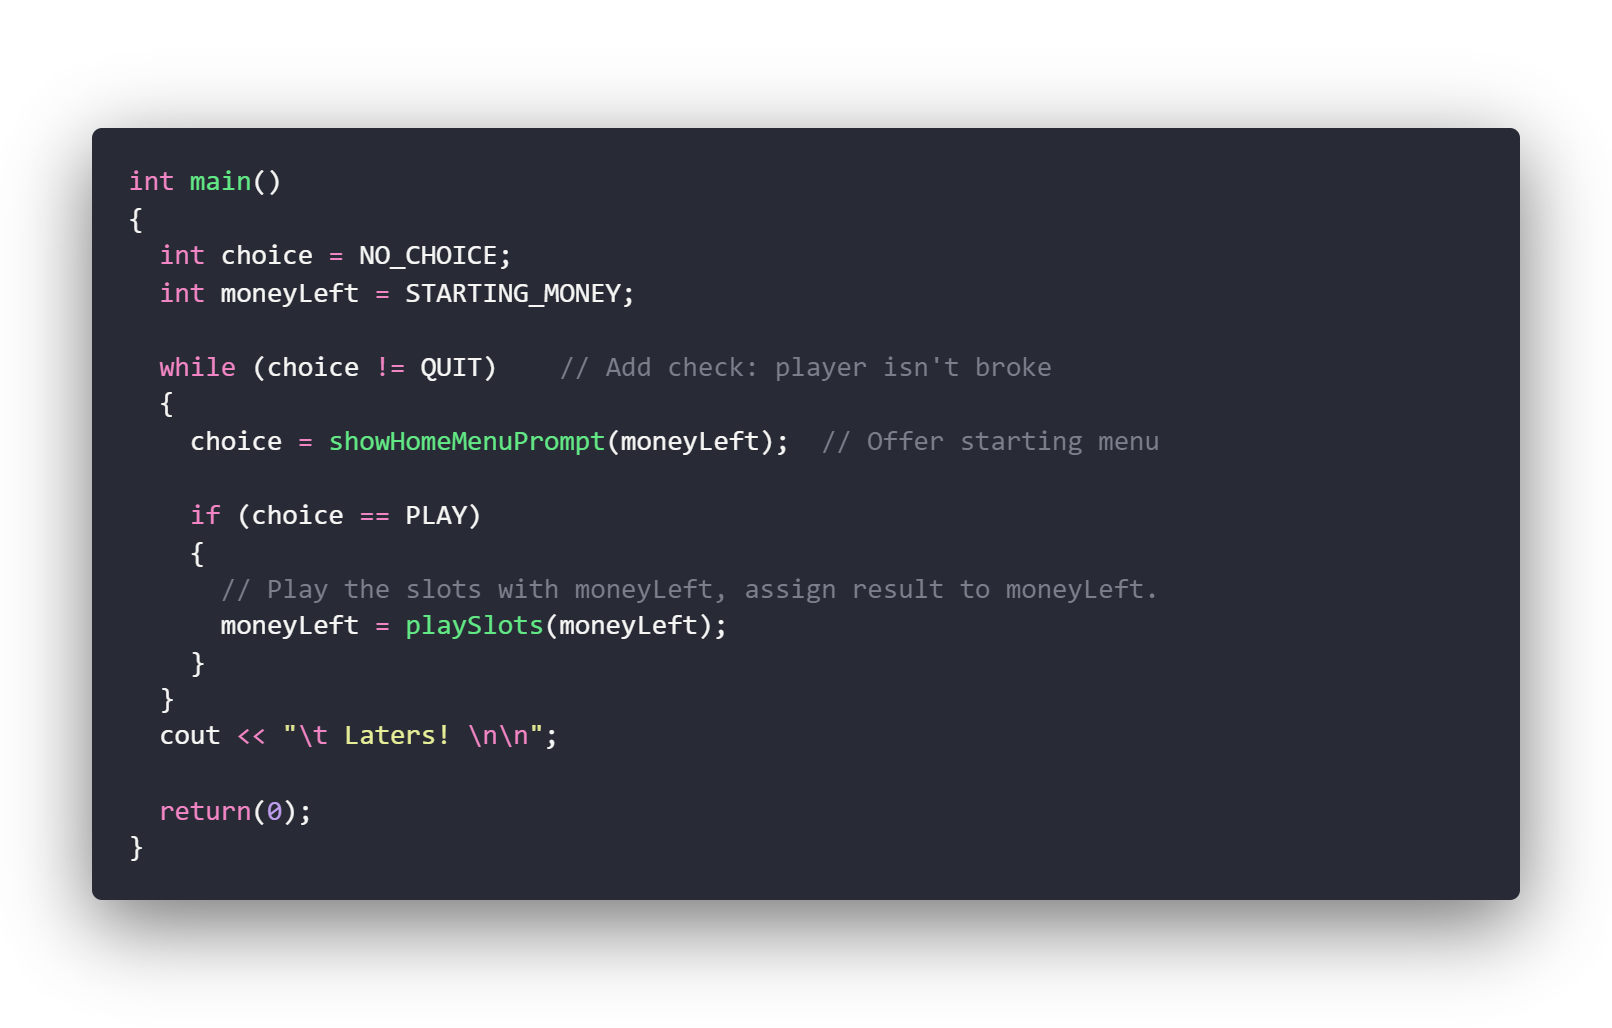 int main()
{
  int choice = NO_CHOICE;
  int moneyLeft = STARTING_MONEY;

  while (choice != QUIT)    // Add check: player isn't broke
  {
    choice = showHomeMenuPrompt(moneyLeft);  // Offer starting menu

    if (choice == PLAY)
    {
      // Play the slots with moneyLeft, assign result to moneyLeft.
      moneyLeft = playSlots(moneyLeft);
    }
  }
  cout << "\t Laters! \n\n";

  return(0);
}